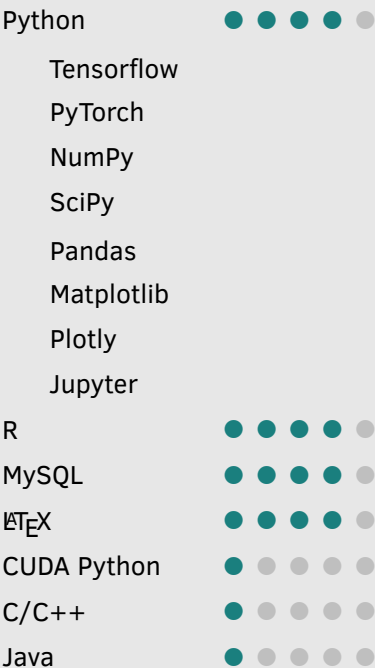 Python
Tensorflow
PyTorch
NumPy
SciPy
Pandas
Matplotlib
Plotly
Jupyter
R
MySQL
LATEX
CUDA Python
C/C++
Java